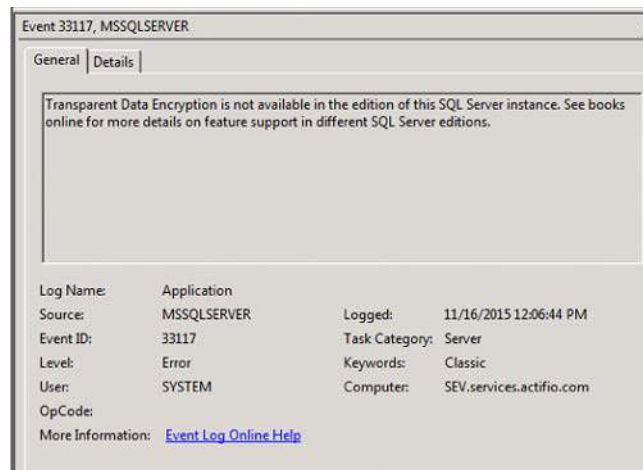 Event 33117, MSSQLSERVER
General Details
Transparent Data Encryption is not available in the edition of this SQL Server instance. See books
online for more details on feature support in different SQL Server editions.
Log Name: Application
Source: MSSQLSERVER Logged: 11/16/2015 12:06:44 PM
Event ID: 33117 Task Category: Server
Level: Error Keywords: Classic
User: SYSTEM Computer: SEV.services.actifio.com
OpCode:
More Information: Event Log Online Help